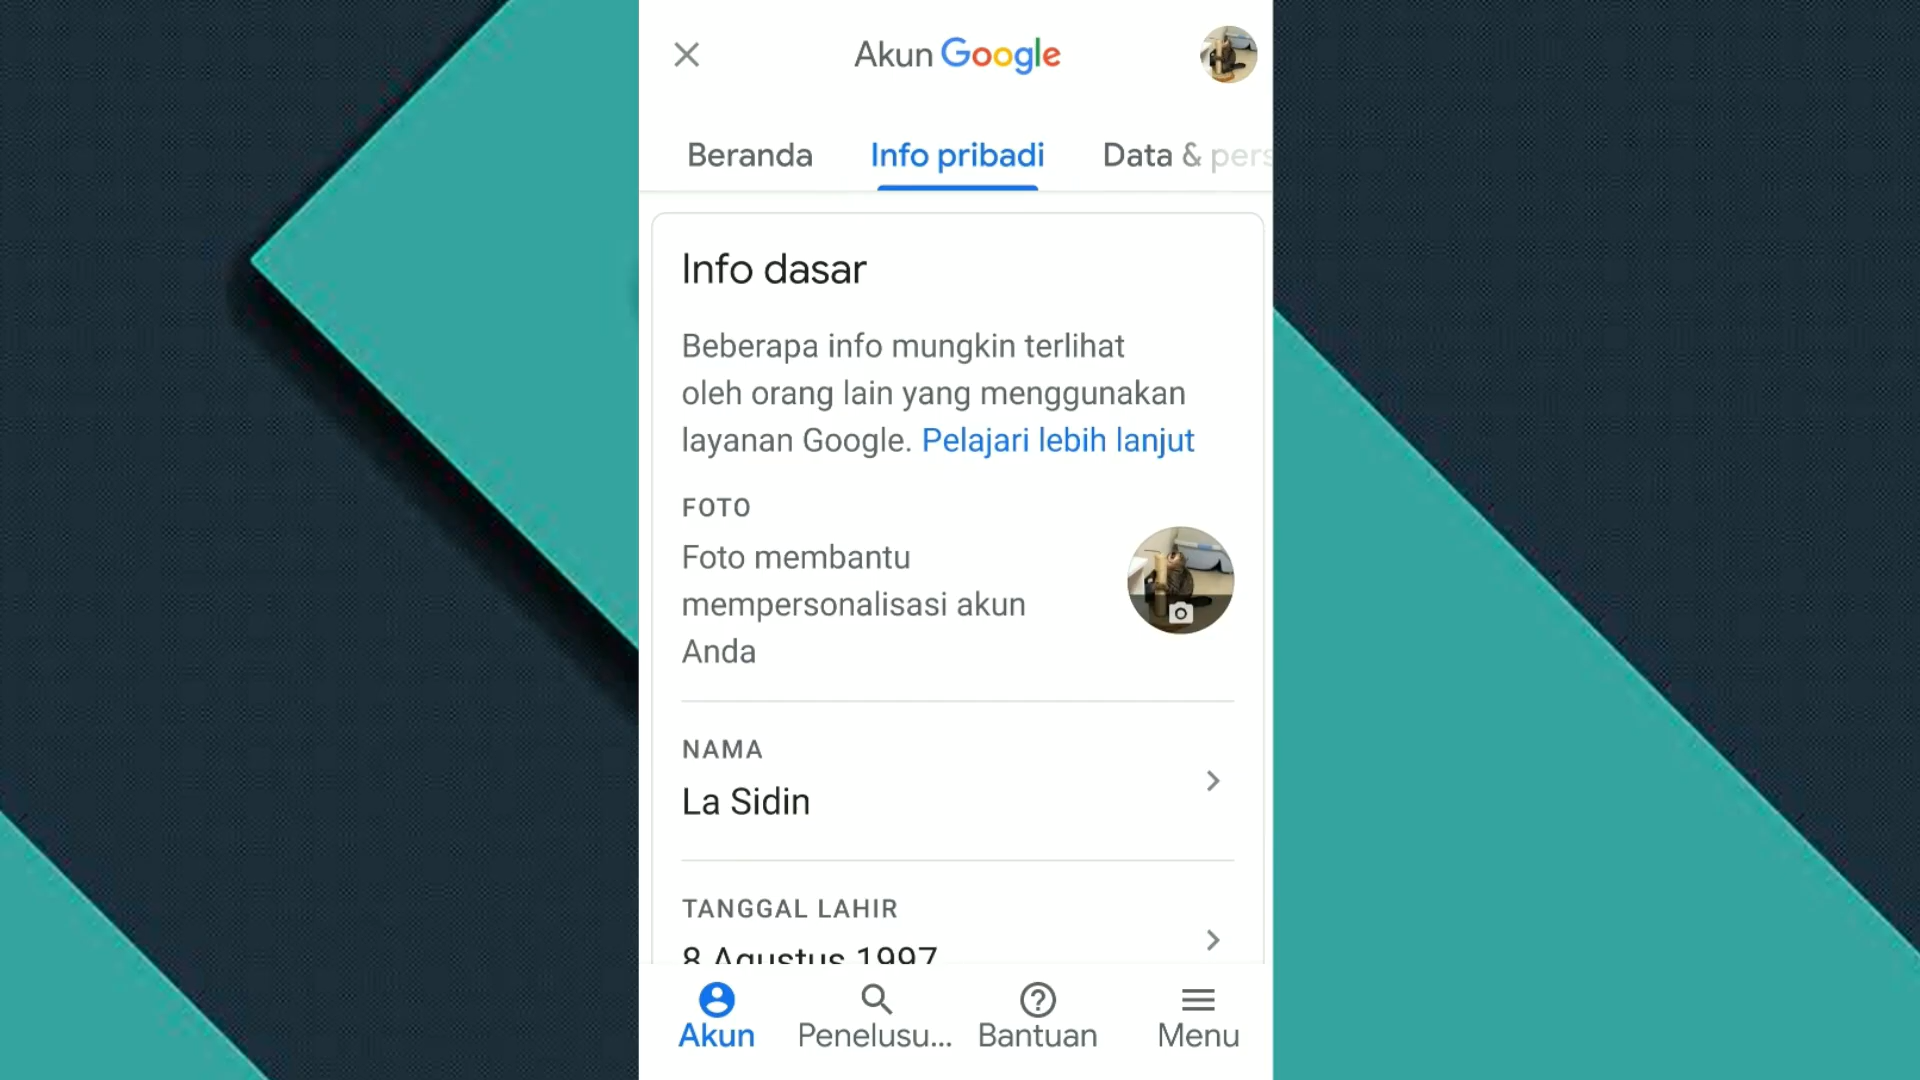 Akun Google
Beranda Info pribadi Data & pers
Info dasar
Beberapa info mungkin terlihat
oleh orang lain yang menggunakan
layanan Google. Pelajari lebih lanjut
FOTO
Foto membantu
mempersonalisasi akun
Anda
NAMA
La Sidin
TANGGAL LAHIR
8 Agustus 1997
Akun Penelusu... Bantuan Menu